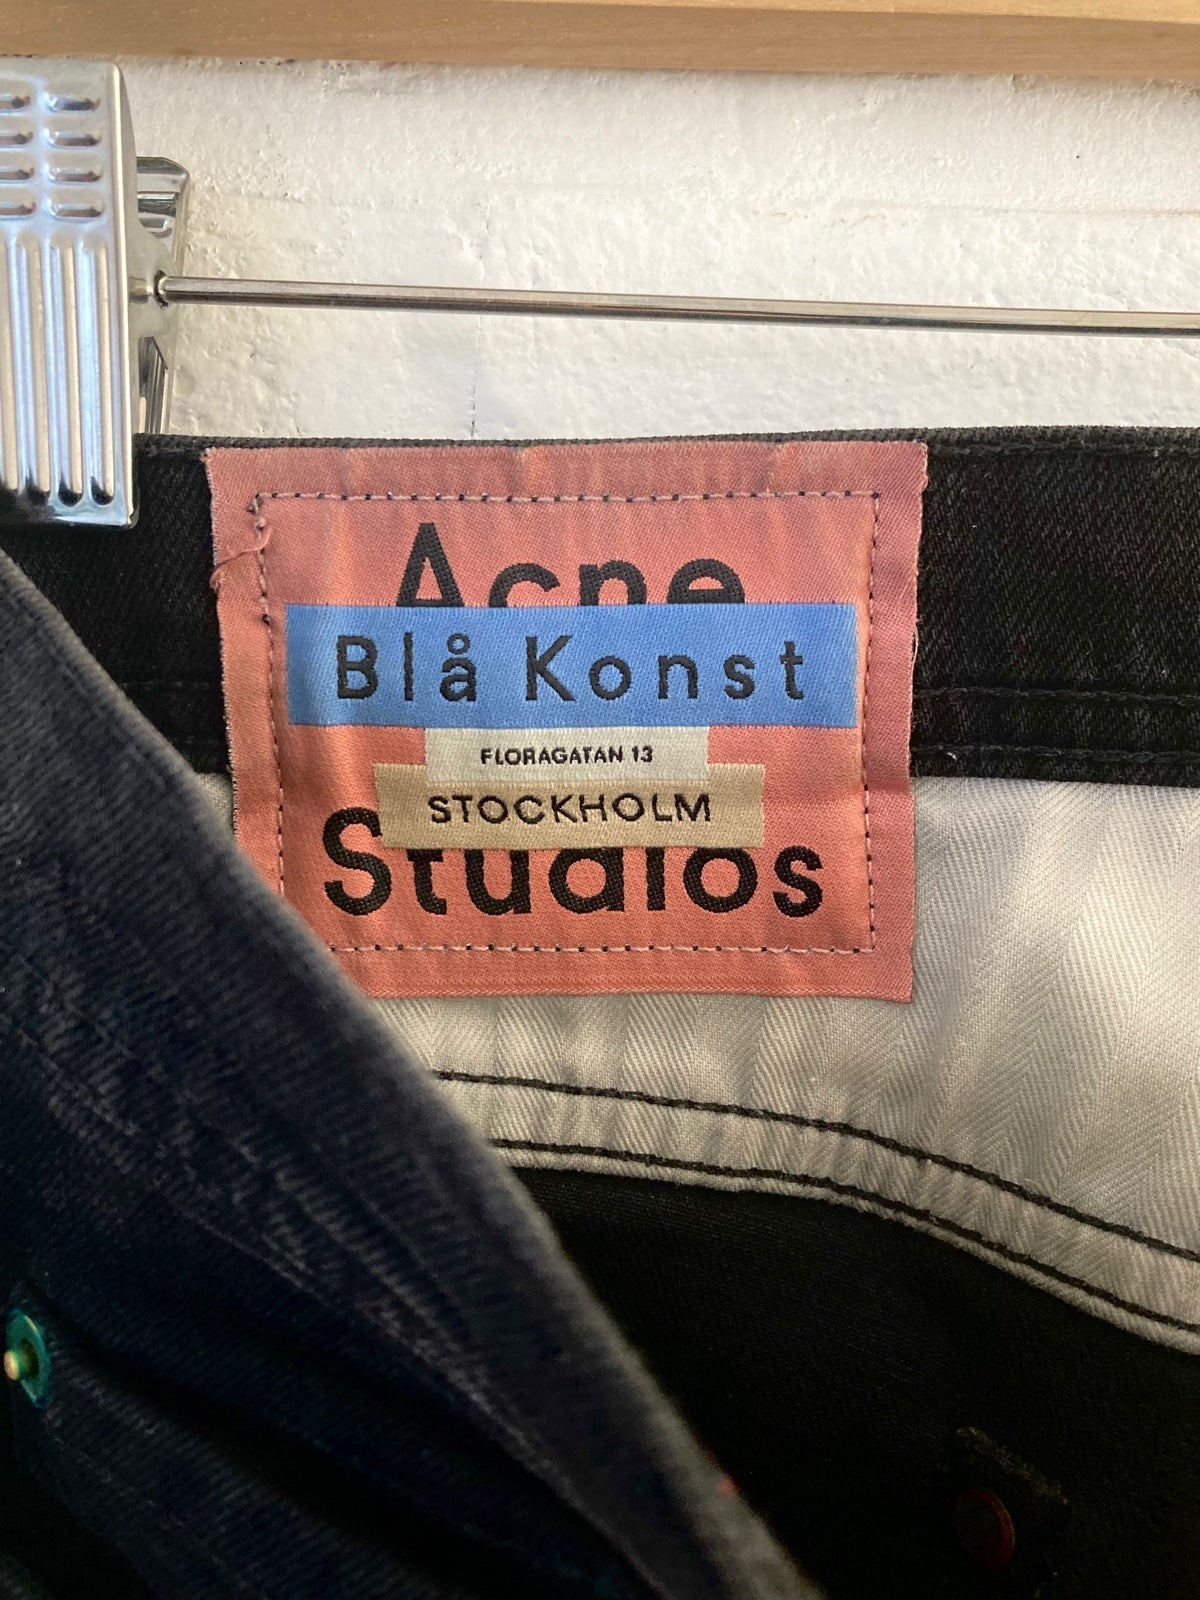 Acne
Blå Konst
FLORAGATAN 13
STOCKHOLM
Studios